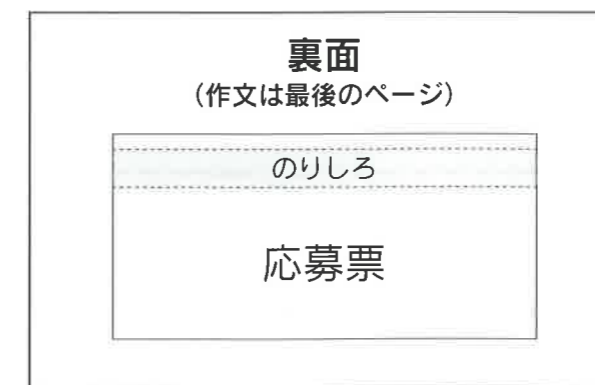 裏面
（作文は最後のページ）
のりしろ
応募票